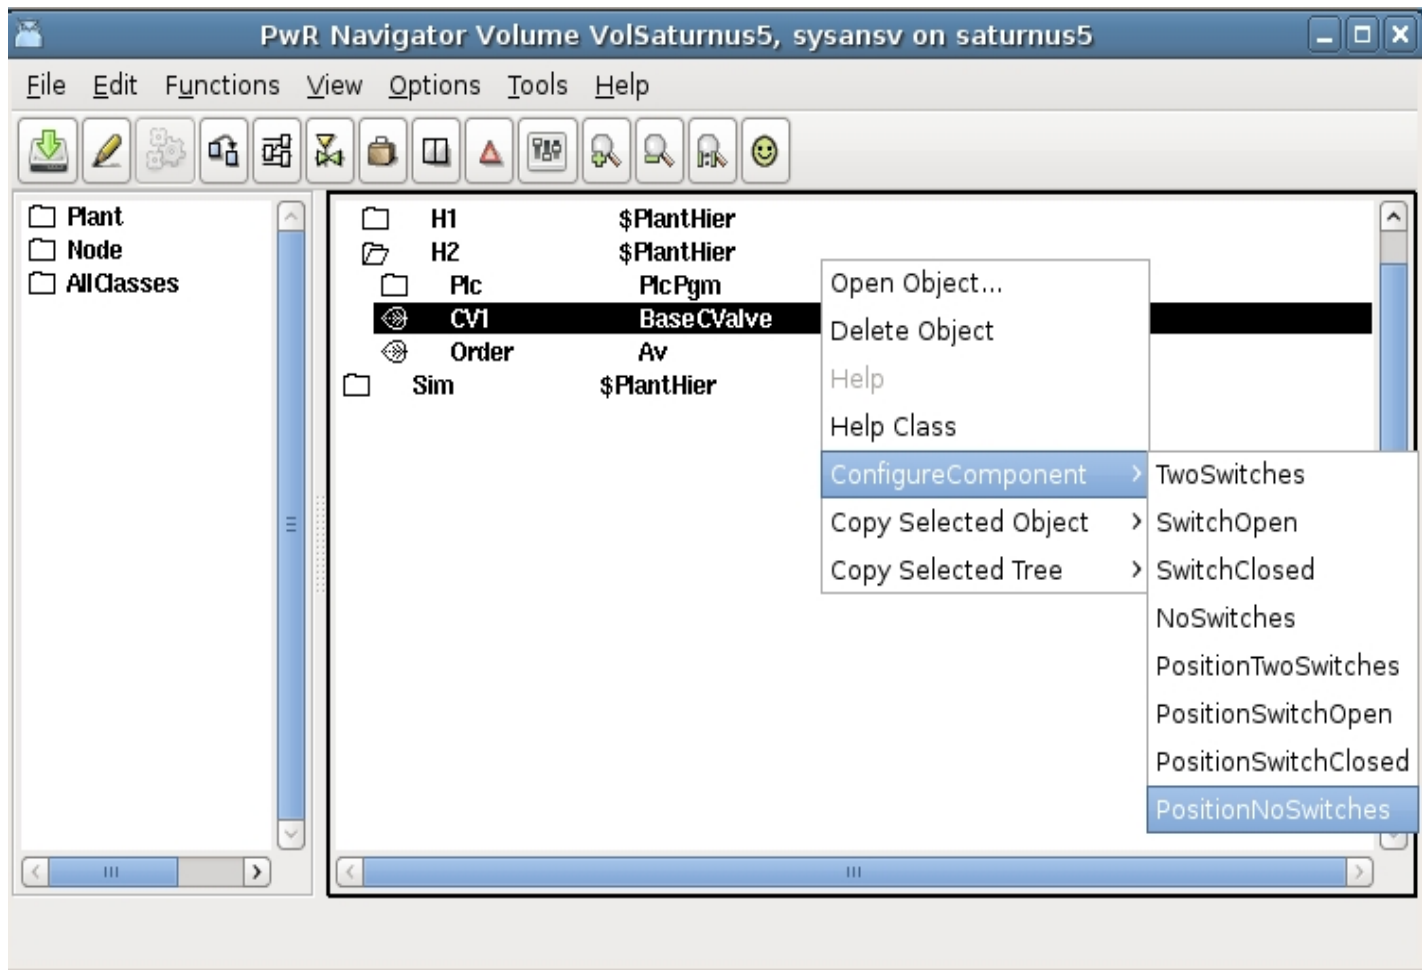 PwR Navigator Volume VolSaturnus5, sysansv on saturnus5
File Edit Functions View Options Tools Help
Plant
Node
AllClasses
H1 $PlantHier
H2 $PlantHier
Plc PlcPgm
CV1 BaseCValve
Order Av
Sim $PlantHier
Open Object...
Delete Object
Help
Help Class
ConfigureComponent
Copy Selected Object
Copy Selected Tree
TwoSwitches
SwitchOpen
SwitchClosed
NoSwitches
PositionTwoSwitches
PositionSwitchOpen
PositionSwitchClosed
PositionNoSwitches